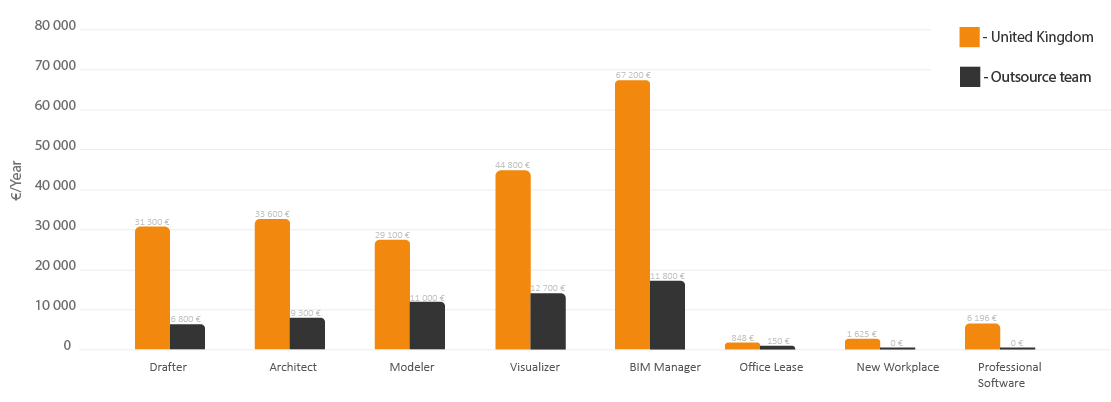 80 000
- United Kingdom
70 000
- Outsource team
67 200 €
60 000
50 000
44 800 €
€/Year
40 000
33 600 €
31 300 €
30 000
29 100 €
20 000
11 800 €
12 700 €
11 000 €
10 000
9 300 €
6 800 €
6 196 €
1 625 €
848 €
150 €
0 €
0 €
0
Drafter
Architect
Modeler
Visualizer
BIM Manager
Office Lease
New Workplace
Professional
Software